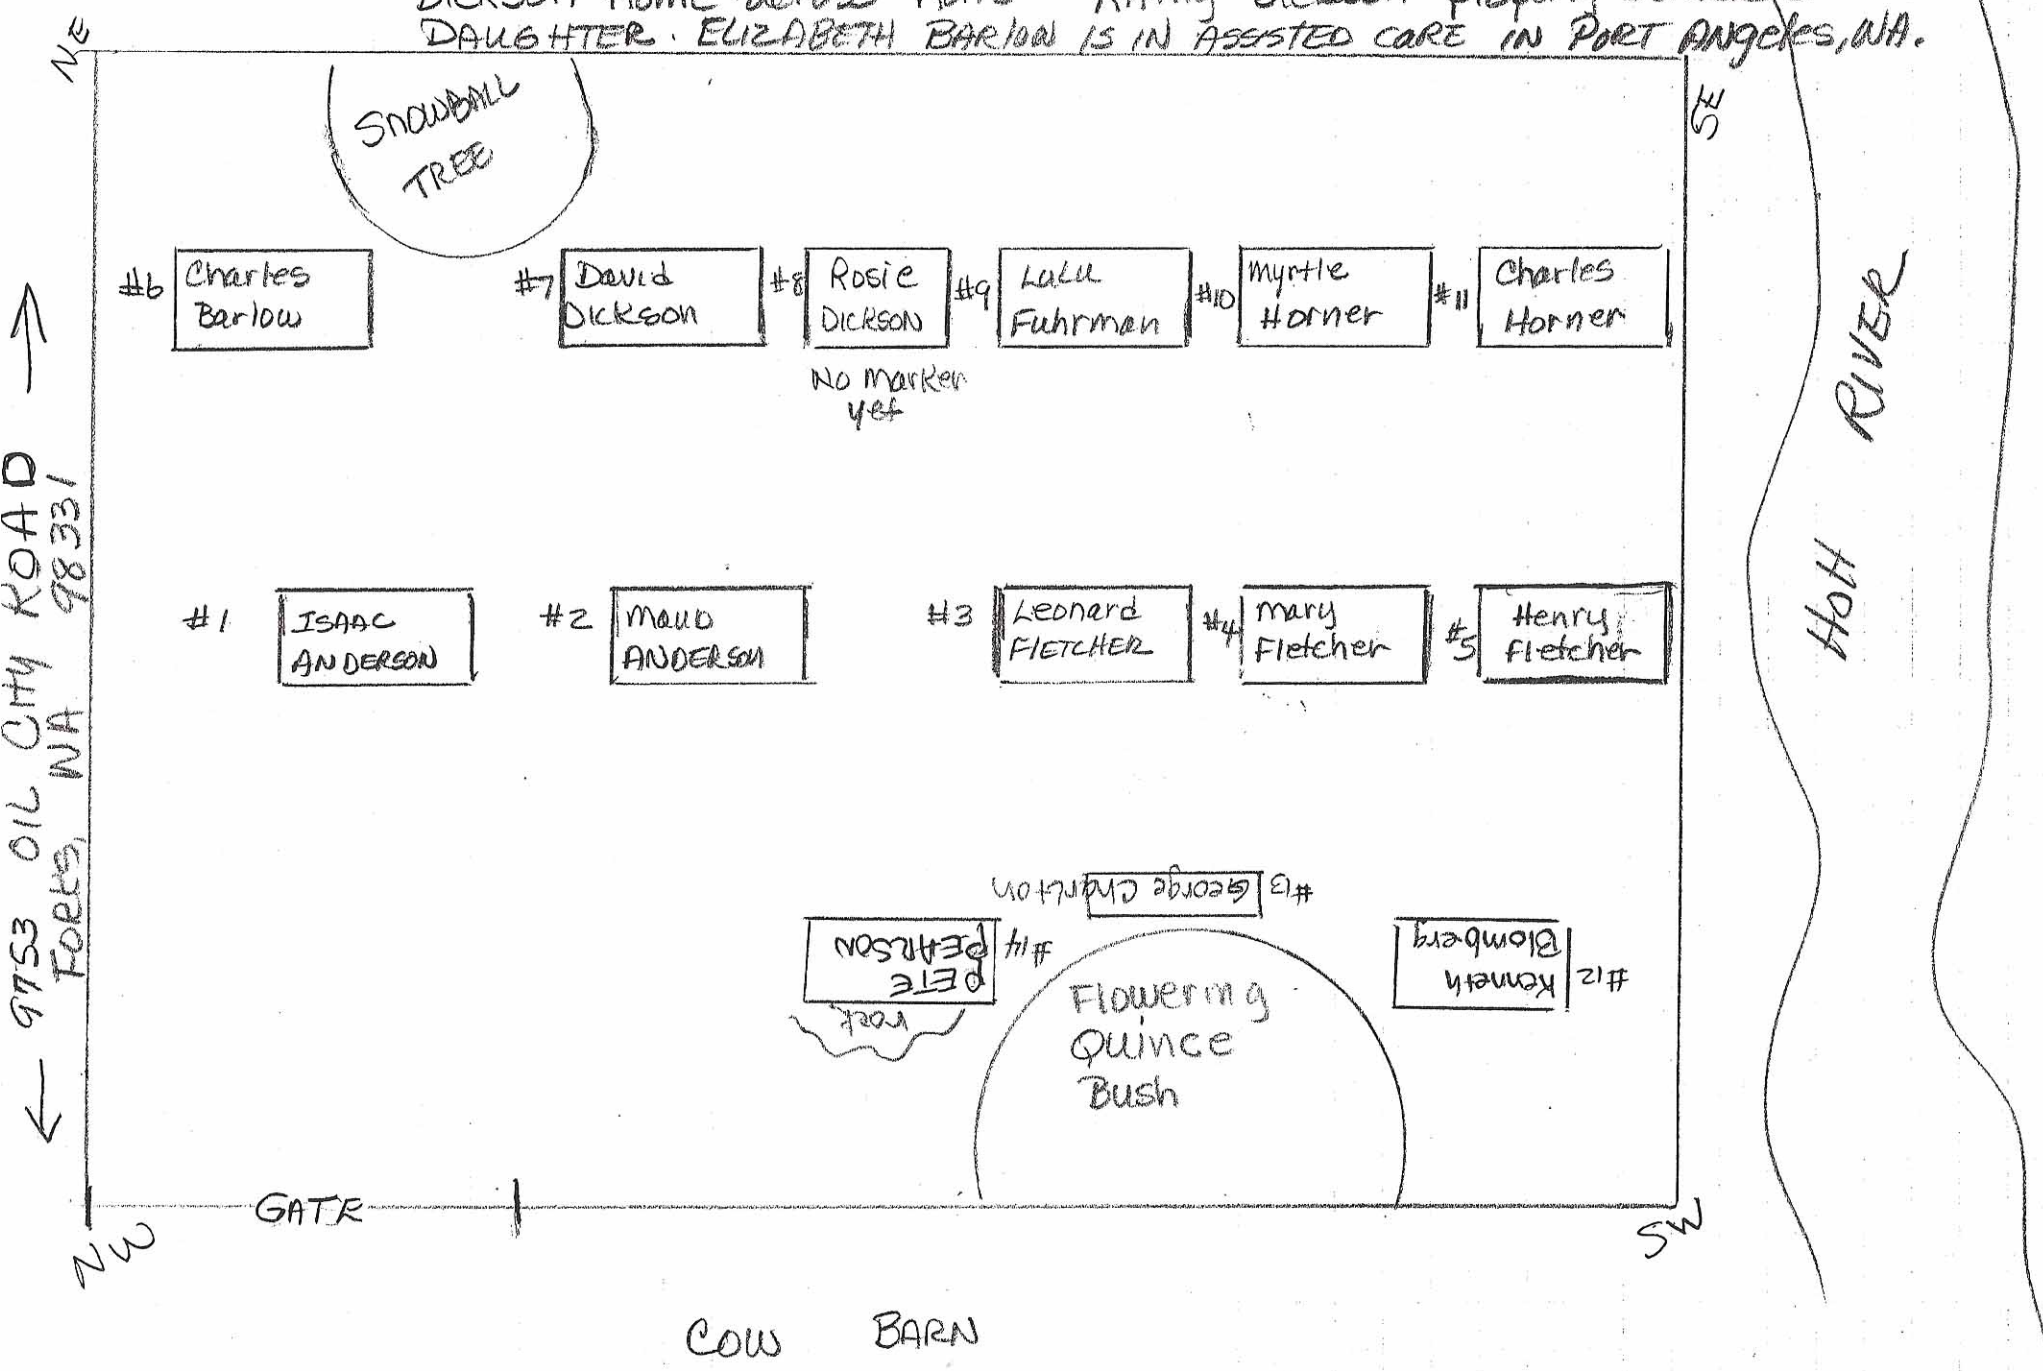 DAUGHTER. ELIZABETH BARLOW IS IN ASSISTED CARE IN PORT ANgeles, WA.
NE
SE
SNOWBALL
TREE
#6 Charles
Barlow
#7 David
DICKSON
#8 Rosie
DICKSON
No Marker
yet
#9 LuLu
Fuhrman
#10 Myrtle
Horner
#11 Charles
Horner
#1 ISAAC
ANDERSON
#2 MAUD
ANDERSON
#3 Leonard
FLETCHER
#4 Mary
Fletcher
#5 Henry
Fletcher
#13 George Charlton
#14 PETE
PEARSON
rock
#12 Kenneth
Blomberg
Flowering
Quince
Bush
← 9753 OIL CITY ROAD →
FORKS, WA 98331
HOH RIVER
GATE
NW
SW
COW BARN